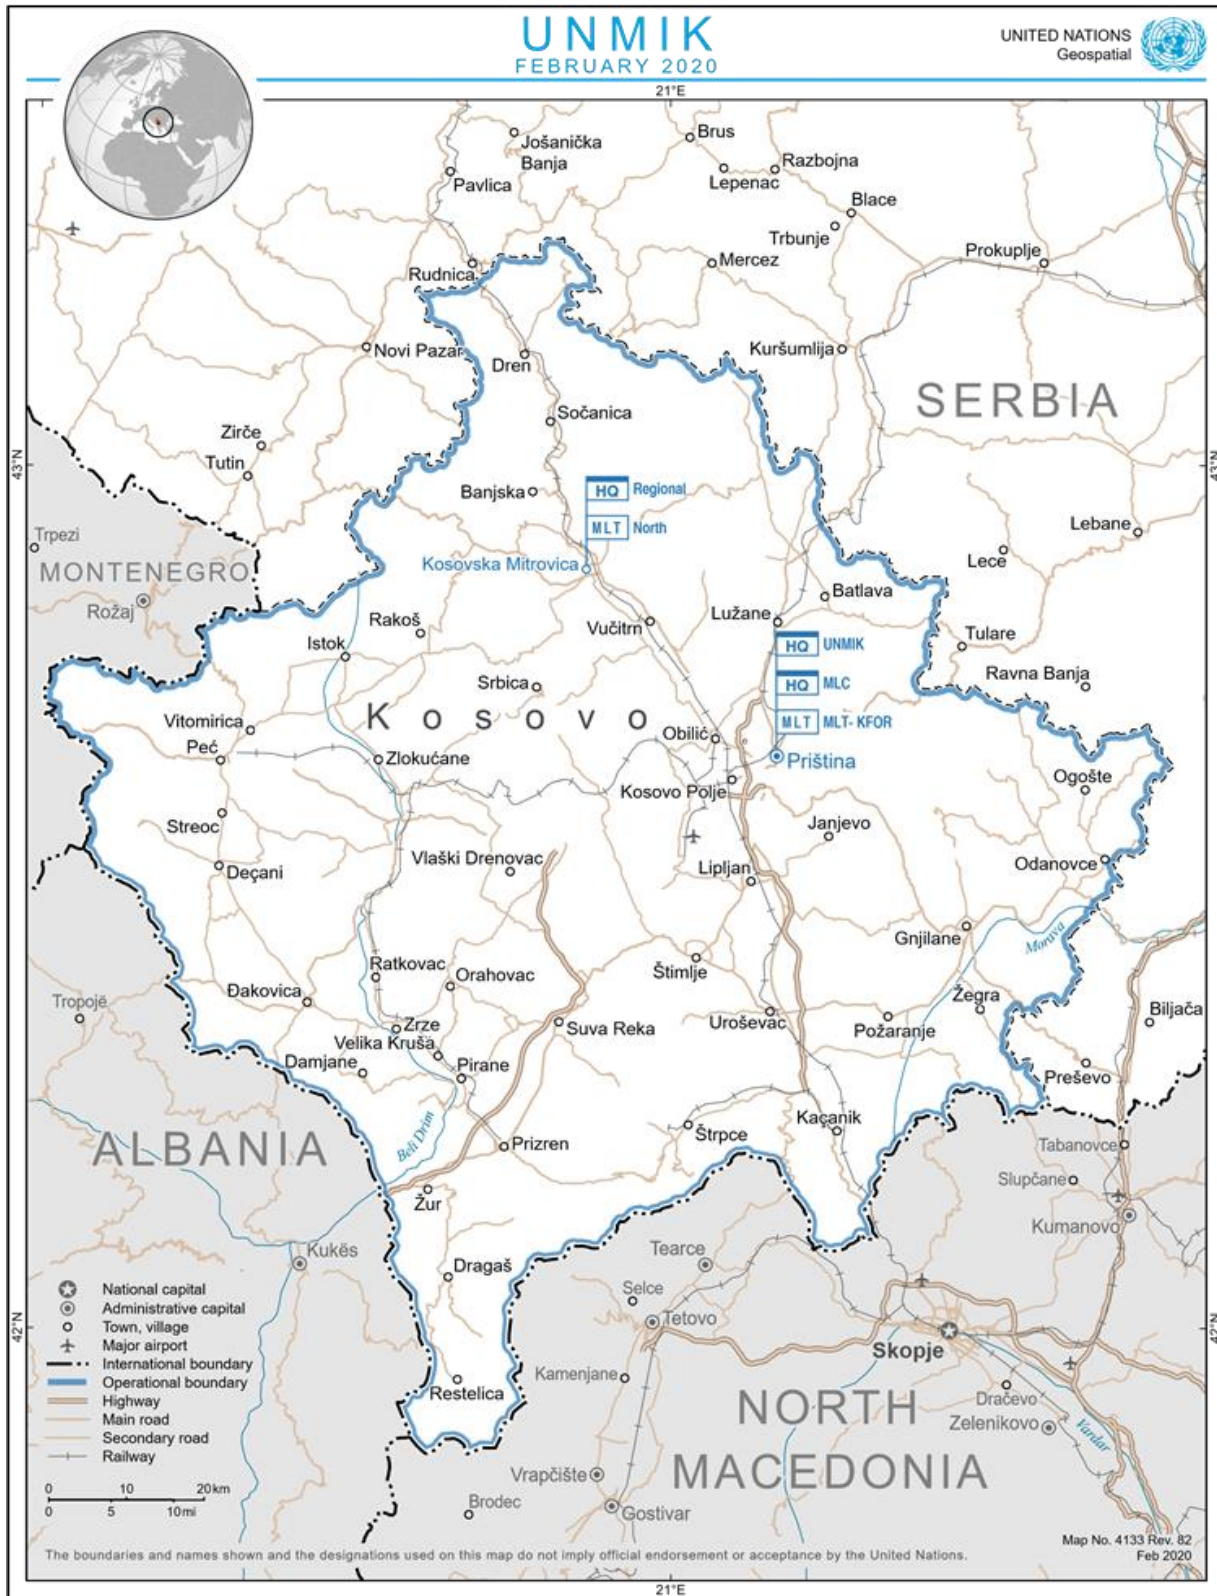 UNMIK
FEBRUARY 2020
UNITED NATIONS
Geospatial
21°E
Jošanička
Banja
Brus
Pavlica
Lepenac
Razbojna
Blace
Trbunje
Rudnica
Mercez
Prokuplje
Novi Pazar
Dren
Kuršumlija
SERBIA
Sočanica
Zirče
Tutin
43°N
43°N
Banjska
HQ Regional
MLT North
Trpezi
Lebane
Lece
MONTENEGRO
Kosovska Mitrovica
Rožaj
Batlava
Rakoš
Vučitrn
Lužane
Istok
Tulare
HQ UNMIK
Srbica
HQ MLC
Ravna Banja
Kosovo
MLT MLT- KFOR
Vitomirica
Obilić
Peć
Zlokućane
Priština
Ogošte
Kosovo Polje
Streoc
Janjevo
Vlaški Drenovac
Deçani
Lipljan
Odanovce
Gnjilane
Morava
Štimlje
Ratkovac
Orahovac
Đakovica
Tropojë
Žegra
Biljača
Zrze
Suva Reka
Uroševac
Požaranje
Velika Kruša
Damjane
Pirane
Preševo
Beli Drim
Kaçanik
ALBANIA
Prizren
Štrpce
Tabanovce
Slupčane
Žur
Kumanovo
Kukës
Tearce
Dragaš
Selce
Tetovo
National capital
Administrative capital
Town, village
Major airport
International boundary
Operational boundary
Highway
Main road
Secondary road
Railway
42°N
42°N
Skopje
Kamenjane
Restelica
Dračevo
NORTH
MACEDONIA
Zelenikovo
Vardar
0 10 20 km
0 5 10 mi
Vrapčište
Brodec
Gostivar
Map No. 4133 Rev. 82
Feb 2020
The boundaries and names shown and the designations used on this map do not imply official endorsement or acceptance by the United Nations.
21°E